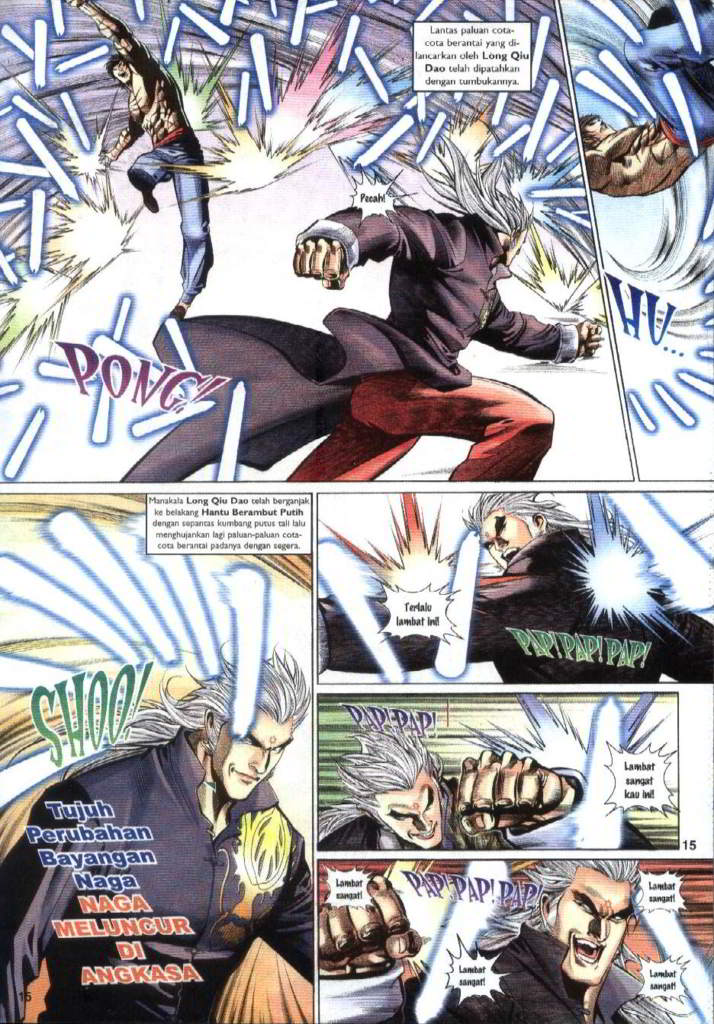 15
Lantas paluan cota-
cota berantai yang di-
lancarkan oleh Long Qiu
Dao telah dipatahkan
dengan tumbukannya.
Pecah!
HU...
PONG!
Manakala Long Qiu Dao telah berganjak
ke belakang Hantu Berambut Putih
dengan sepantas kumbang putus tali lalu
menghujankan lagi paluan-paluan cota-
cota berantai padanya dengan segera.
SHOO!
Tujuh
Perubahan
Bayangan
Naga
NAGA
MELUNCUR
DI
ANGKASA
Terlalu
lambat ini!
PAP! PAP! PAP!
PAP! PAP!
Lambat
sangat
kau ini!
15
Lambat
sangat!
PAP! PAP! PAP!
Lambat
sangat!
Lambat
sangat!
Lambat
sangat!
15